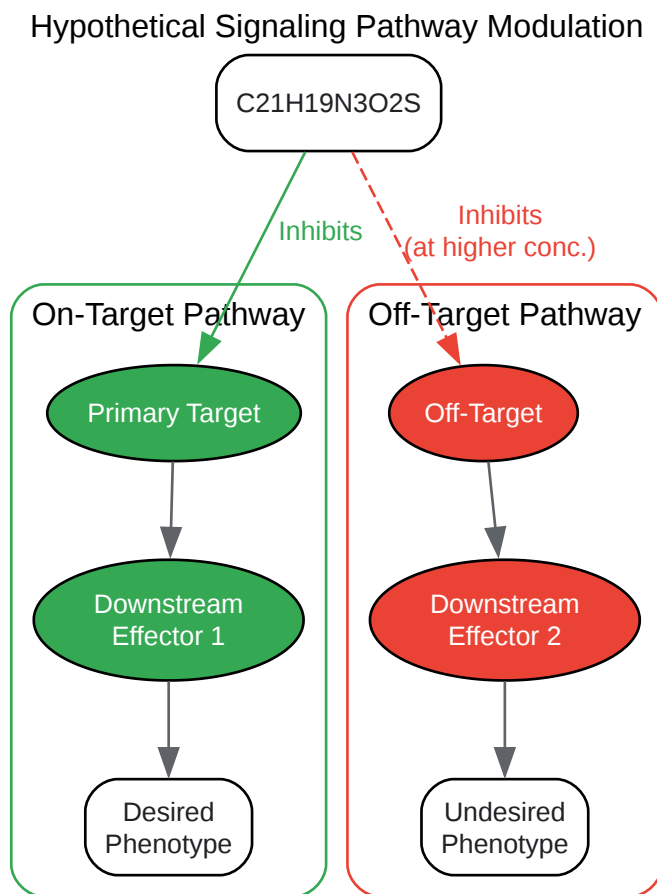 Hypothetical Signaling Pathway Modulation
C21H19N3O2S
Inhibits
Inhibits
(at higher conc.)
On-Target Pathway
Primary Target
Downstream
Effector 1
Desired
Phenotype
Off-Target Pathway
Off-Target
Downstream
Effector 2
Undesired
Phenotype